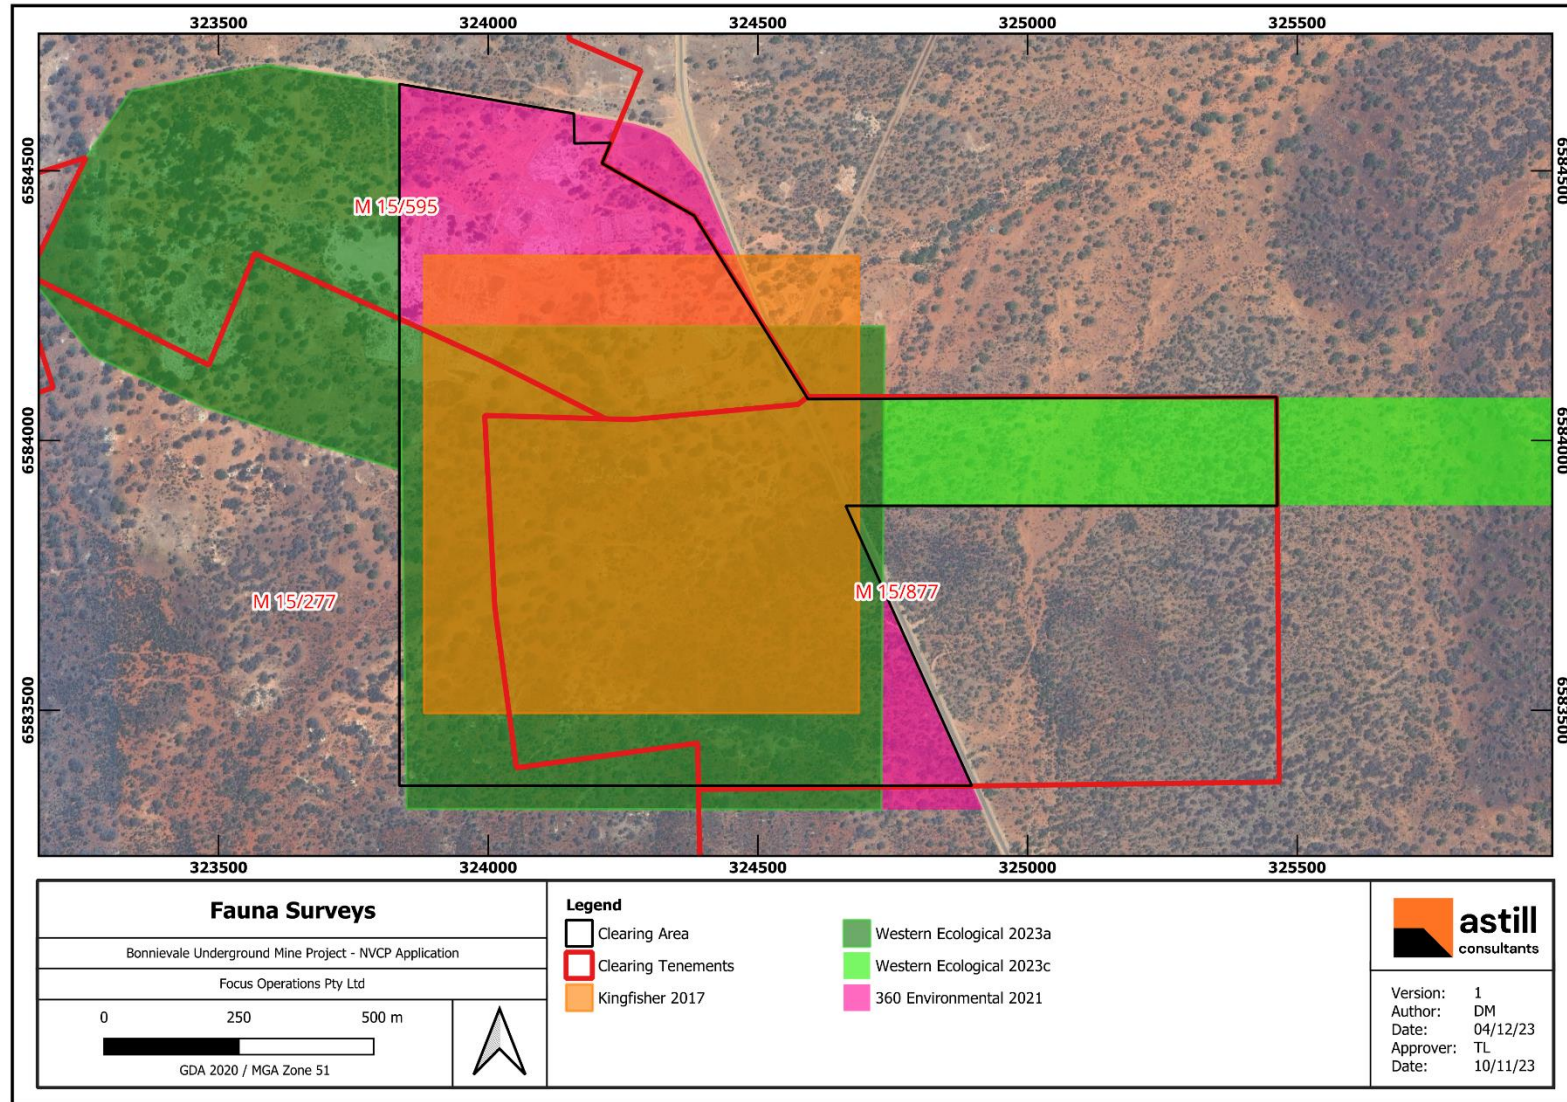 323500 324000 324500 325000 325500
6584500 6584500
M 15/595
6584000 6584000
M 15/877
M 15/277
6583500 6583500
323500 324000 324500 325000 325500
Fauna Surveys
Bonnievale Underground Mine Project - NVCP Application
Focus Operations Pty Ltd
0 250 500 m
GDA 2020 / MGA Zone 51
Legend
Clearing Area
Clearing Tenements
Kingfisher 2017
Western Ecological 2023a
Western Ecological 2023c
360 Environmental 2021
astill
consultants
Version: 1
Author: DM
Date: 04/12/23
Approver: TL
Date: 10/11/23